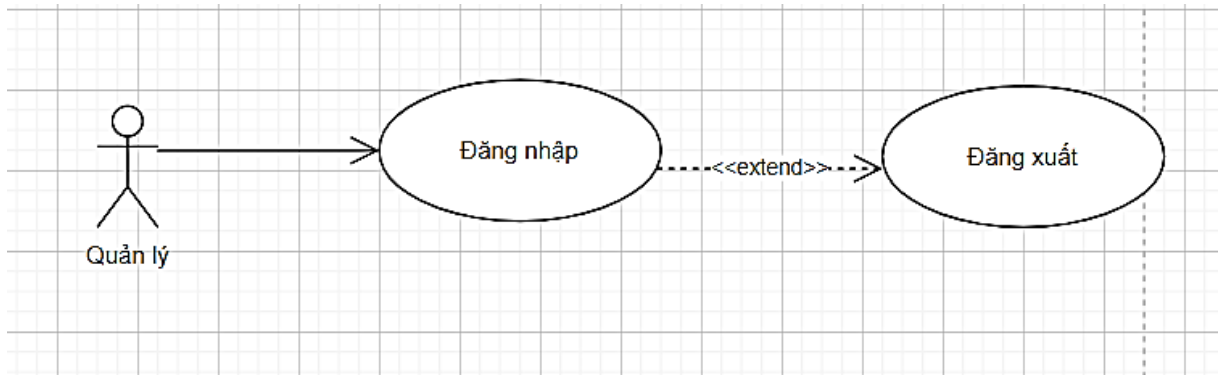 Đăng nhập
<<extend>>
Đăng xuất
Quản lý